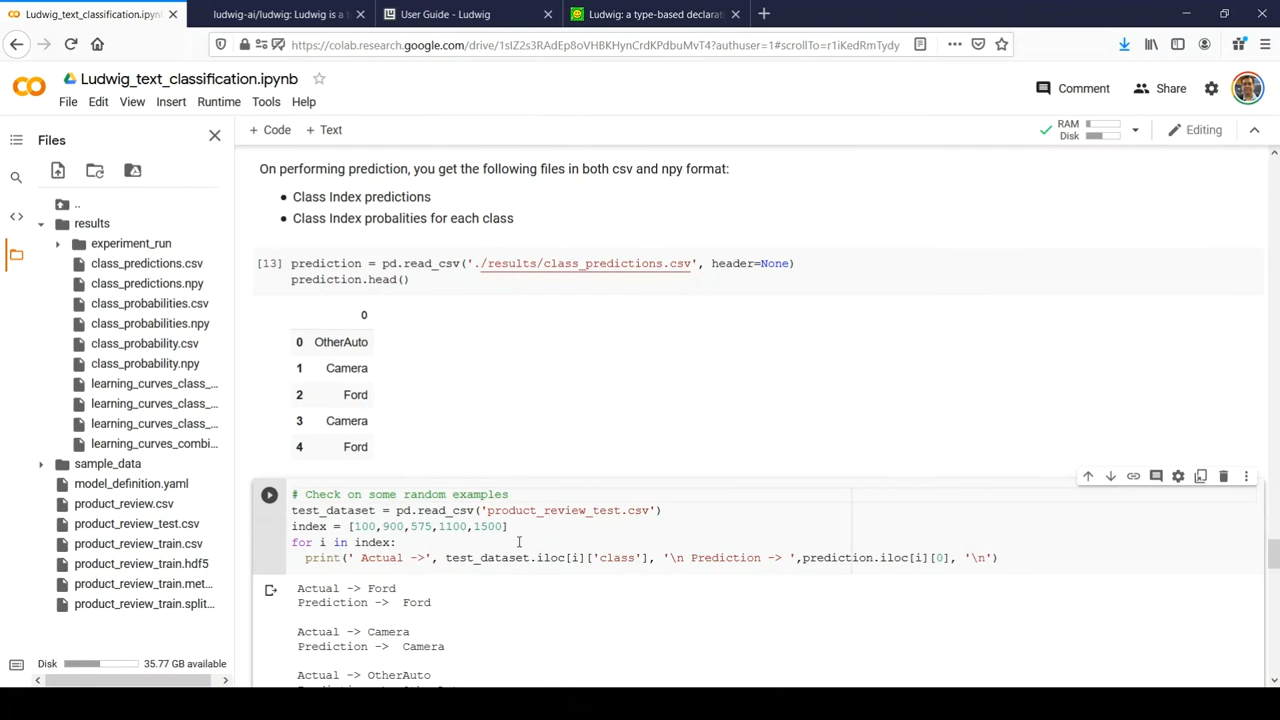 Ludwig_text_classification.ipynb
ludwig-ai/ludwig: Ludwig is a t
User Guide - Ludwig
Ludwig: a type-based declarati
https://colab.research.google.com/drive/1sIZ2s3RAdEp8oVHBKHynCrdKPdbuMvT4?authuser=1#scrollTo=r1iKedRmTydy
Ludwig_text_classification.ipynb
File Edit View Insert Runtime Tools Help
Comment
Share
Files
+ Code + Text
RAM
Disk
Editing
..
results
experiment_run
class_predictions.csv
class_predictions.npy
class_probabilities.csv
class_probabilities.npy
class_probability.csv
class_probability.npy
learning_curves_class_...
learning_curves_class_...
learning_curves_class_...
learning_curves_combi...
sample_data
model_definition.yaml
product_review.csv
product_review_test.csv
product_review_train.csv
product_review_train.hdf5
product_review_train.met...
product_review_train.split...
Disk
35.77 GB available
On performing prediction, you get the following files in both csv and npy format:
• Class Index predictions
• Class Index probalities for each class
[13] prediction = pd.read_csv('./results/class_predictions.csv', header=None)
prediction.head()
0
0 OtherAuto
1 Camera
2 Ford
3 Camera
4 Ford
# Check on some random examples
test_dataset = pd.read_csv('product_review_test.csv')
index = [100,900,575,1100,1500]
for i in index:
print(' Actual ->', test_dataset.iloc[i]['class'], '\n Prediction -> ',prediction.iloc[i][0], '\n')
Actual -> Ford
Prediction -> Ford
Actual -> Camera
Prediction -> Camera
Actual -> OtherAuto